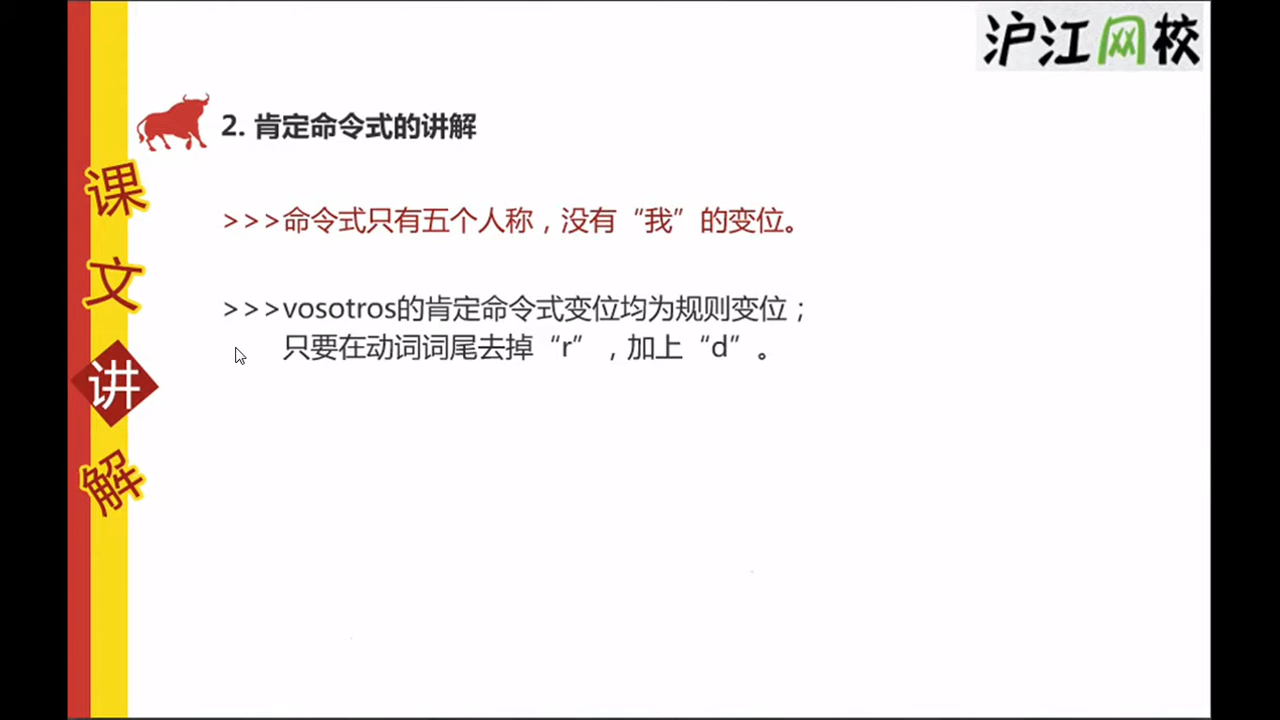 沪江网校
2. 肯定命令式的讲解
>>>命令式只有五个人称，没有“我”的变位。
>>>vosotros的肯定命令式变位均为规则变位；
只要在动词词尾去掉“r”，加上“d”。
课
文
讲
解